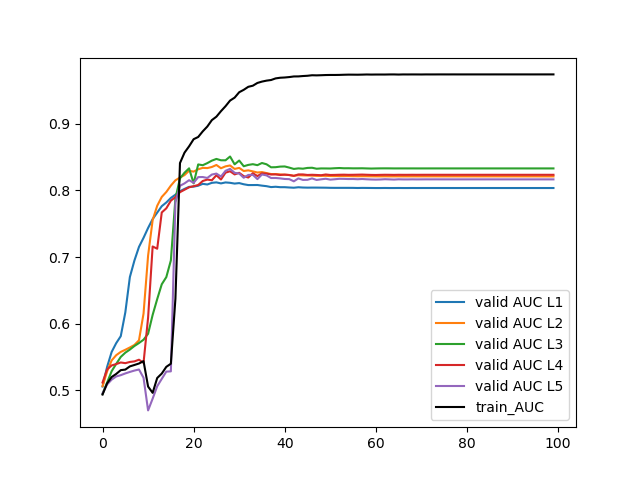 0.9
0.8
0.7
0.6
0.5
0
20
40
60
80
100
valid AUC L1
valid AUC L2
valid AUC L3
valid AUC L4
valid AUC L5
train_AUC